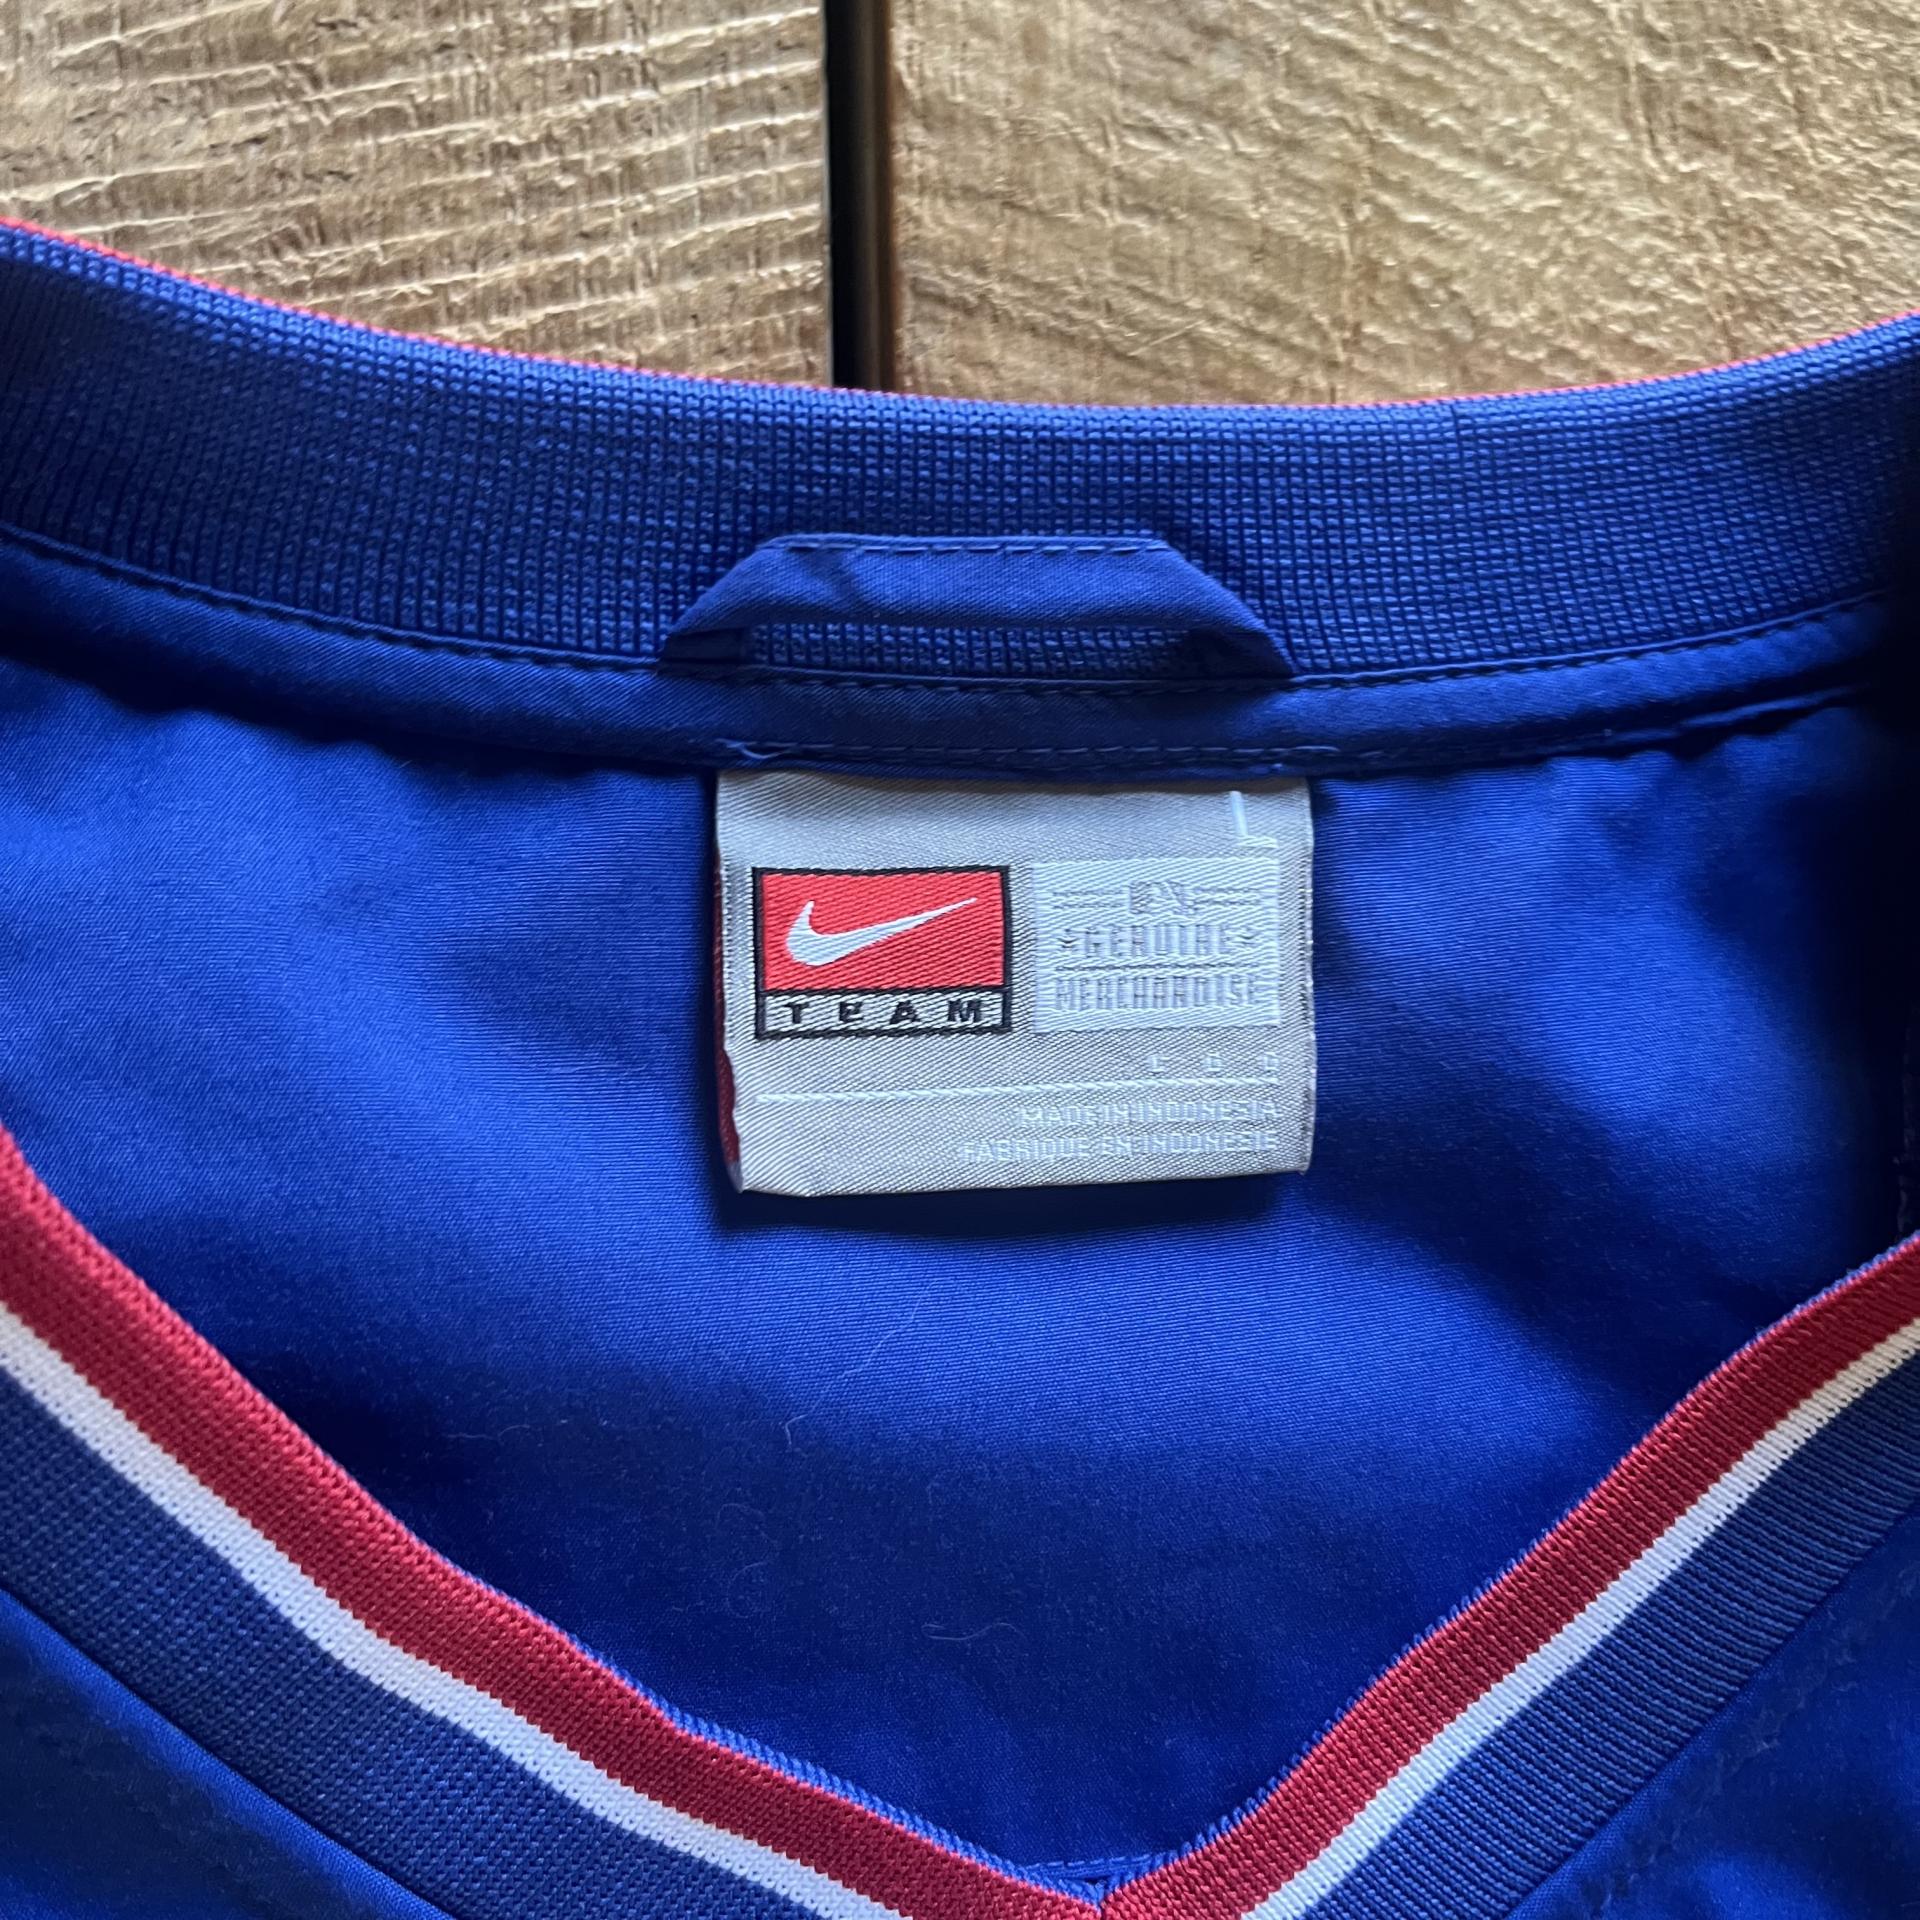 L
TEAM
GENUINE
MERCHANDISE
MADE IN INDONESIA
FABRIQUE EN INDONESIE